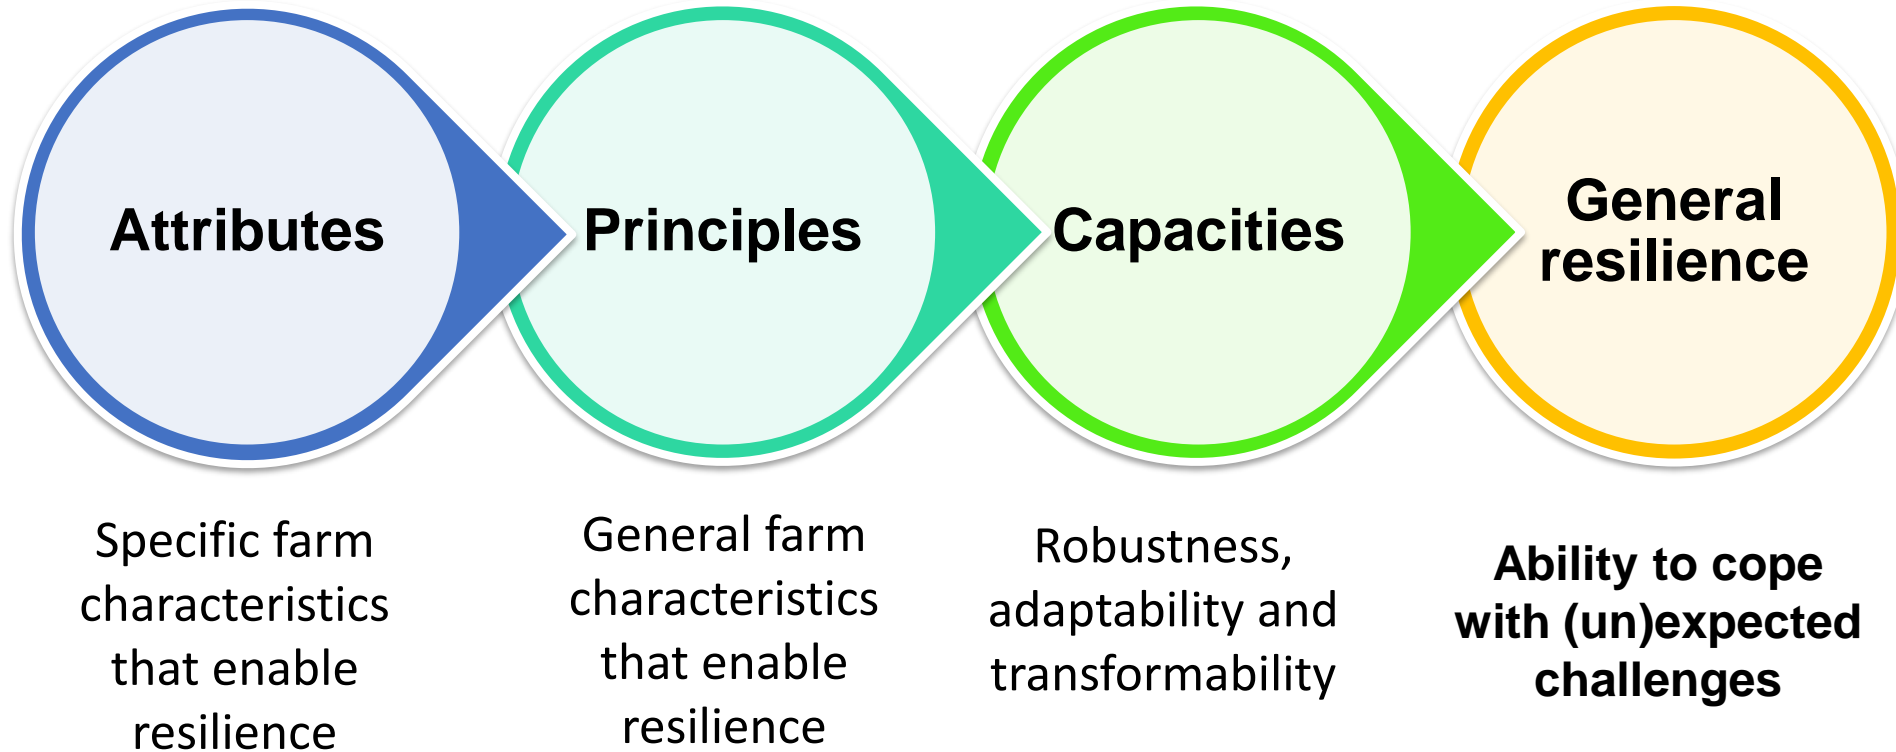 Attributes
Principles
Capacities
General
resilience
Specific farm
characteristics
that enable
resilience
General farm
characteristics
that enable
resilience
Robustness,
adaptability and
transformability
Ability to cope
with (un)expected
challenges